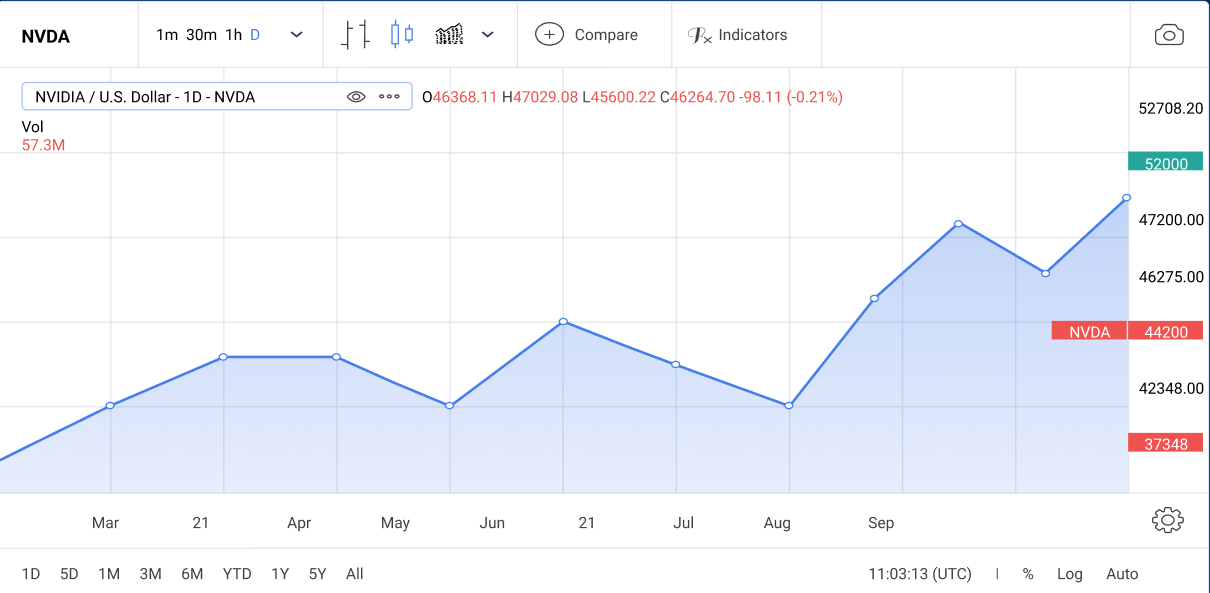 NVDA 1m 30m 1h D Compare Indicators
NVIDIA / U.S. Dollar - 1D - NVDA O46368.11 H47029.08 L45600.22 C46264.70 -98.11 (-0.21%)
Vol
57.3M
52708.20
52000
47200.00
46275.00
NVDA 44200
42348.00
37348
Mar 21 Apr May Jun 21 Jul Aug Sep
1D 5D 1M 3M 6M YTD 1Y 5Y All 11:03:13 (UTC) | % Log Auto